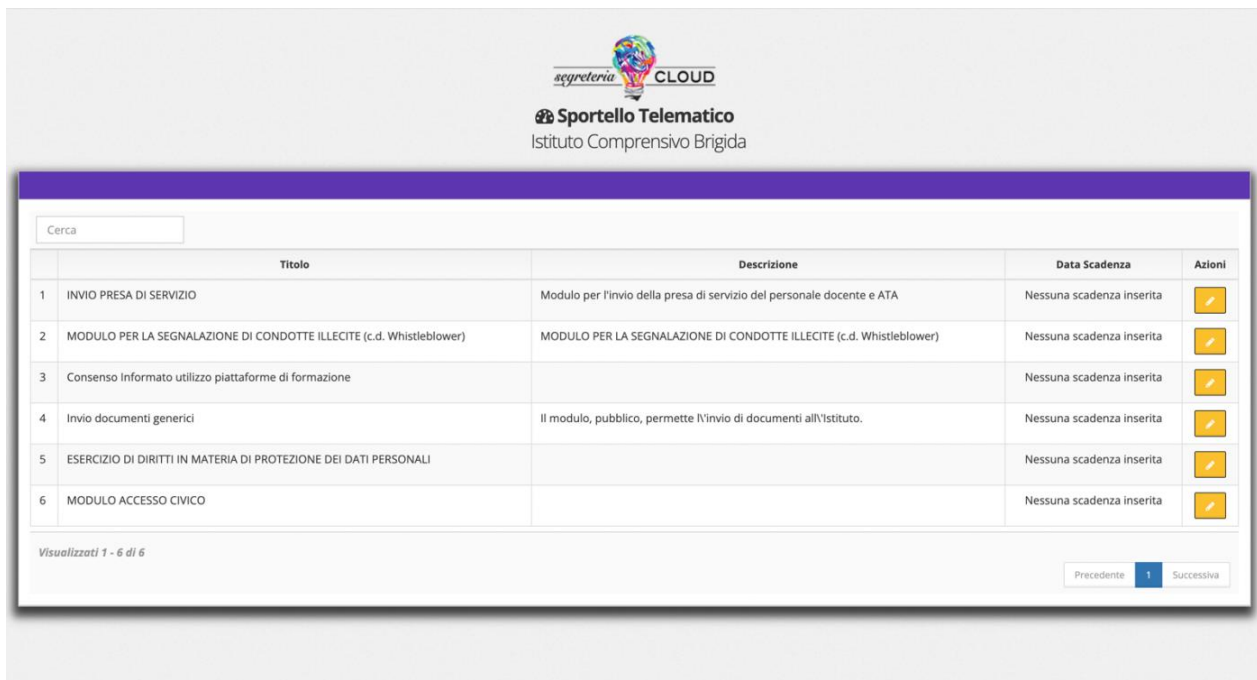 segreteria CLOUD
Sportello Telematico
Istituto Comprensivo Brigida
Cerca
Titolo Descrizione Data Scadenza Azioni
1 INVIO PRESA DI SERVIZIO Modulo per l'invio della presa di servizio del personale docente e ATA Nessuna scadenza inserita
2 MODULO PER LA SEGNALAZIONE DI CONDOTTE ILLECITE (c.d. Whistleblower) MODULO PER LA SEGNALAZIONE DI CONDOTTE ILLECITE (c.d. Whistleblower) Nessuna scadenza inserita
3 Consenso Informato utilizzo piattaforme di formazione Nessuna scadenza inserita
4 Invio documenti generici Il modulo, pubblico, permette l\'invio di documenti all\'Istituto. Nessuna scadenza inserita
5 ESERCIZIO DI DIRITTI IN MATERIA DI PROTEZIONE DEI DATI PERSONALI Nessuna scadenza inserita
6 MODULO ACCESSO CIVICO Nessuna scadenza inserita
Visualizzati 1 - 6 di 6
Precedente 1 Successiva